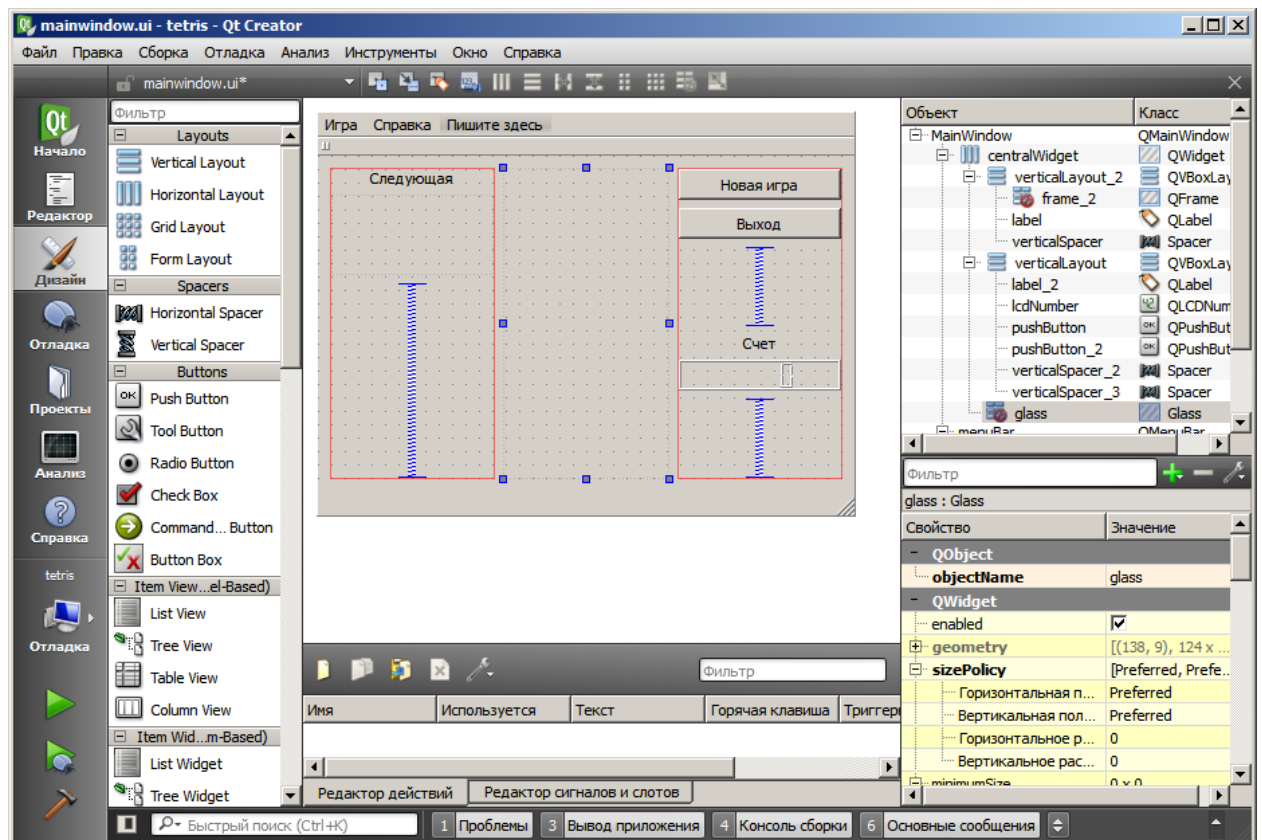 mainwindow.ui - tetris - Qt Creator
Файл Правка Сборка Отладка Анализ Инструменты Окно Справка
mainwindow.ui*
Начало
Редактор
Дизайн
Отладка
Проекты
Анализ
Справка
tetris
Отладка
Фильтр
Layouts
Vertical Layout
Horizontal Layout
Grid Layout
Form Layout
Spacers
Horizontal Spacer
Vertical Spacer
Buttons
Push Button
Tool Button
Radio Button
Check Box
Command... Button
Button Box
Item View...el-Based)
List View
Tree View
Table View
Column View
Item Wid...m-Based)
List Widget
Tree Widget
Игра Справка Пишите здесь
Следующая
Новая игра
Выход
Счет
Фильтр
Имя Используется Текст Горячая клавиша Триггер
Редактор действий Редактор сигналов и слотов
Объект Класс
MainWindow QMainWindow
centralWidget QWidget
verticalLayout_2 QVBoxLay
frame_2 QFrame
label QLabel
verticalSpacer Spacer
verticalLayout QVBoxLay
label_2 QLabel
lcdNumber QLCDNum
pushButton QPushBut
pushButton_2 QPushBut
verticalSpacer_2 Spacer
verticalSpacer_3 Spacer
glass Glass
menuBar QMenuBar
Фильтр
glass : Glass
Свойство Значение
QObject
objectName glass
QWidget
enabled
geometry [(138, 9), 124 x ...
sizePolicy [Preferred, Prefe...
Горизонтальная п... Preferred
Вертикальная пол... Preferred
Горизонтальное р... 0
Вертикальное рас... 0
minimumSize 0 x 0
Быстрый поиск (Ctrl+K) 1 Проблемы 3 Вывод приложения 4 Консоль сборки 6 Основные сообщения